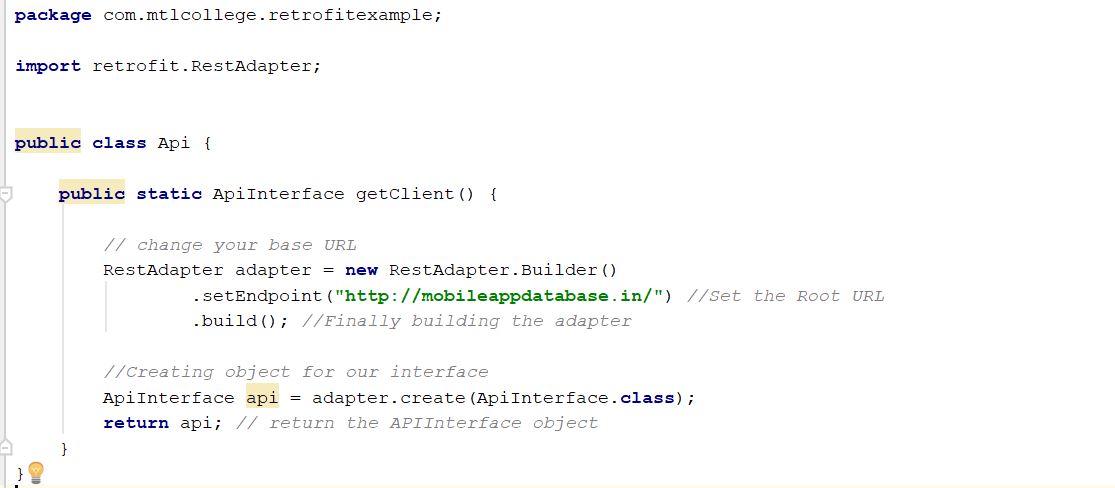 package com.mtlcollege.retrofitexample;
import retrofit.RestAdapter;
public class Api {
public static ApiInterface getClient() {
// change your base URL
RestAdapter adapter = new RestAdapter.Builder()
.setEndpoint("http://mobileappdatabase.in/") //Set the Root URL
.build(); //Finally building the adapter
//Creating object for our interface
ApiInterface api = adapter.create(ApiInterface.class);
return api; // return the APIInterface object
}
}